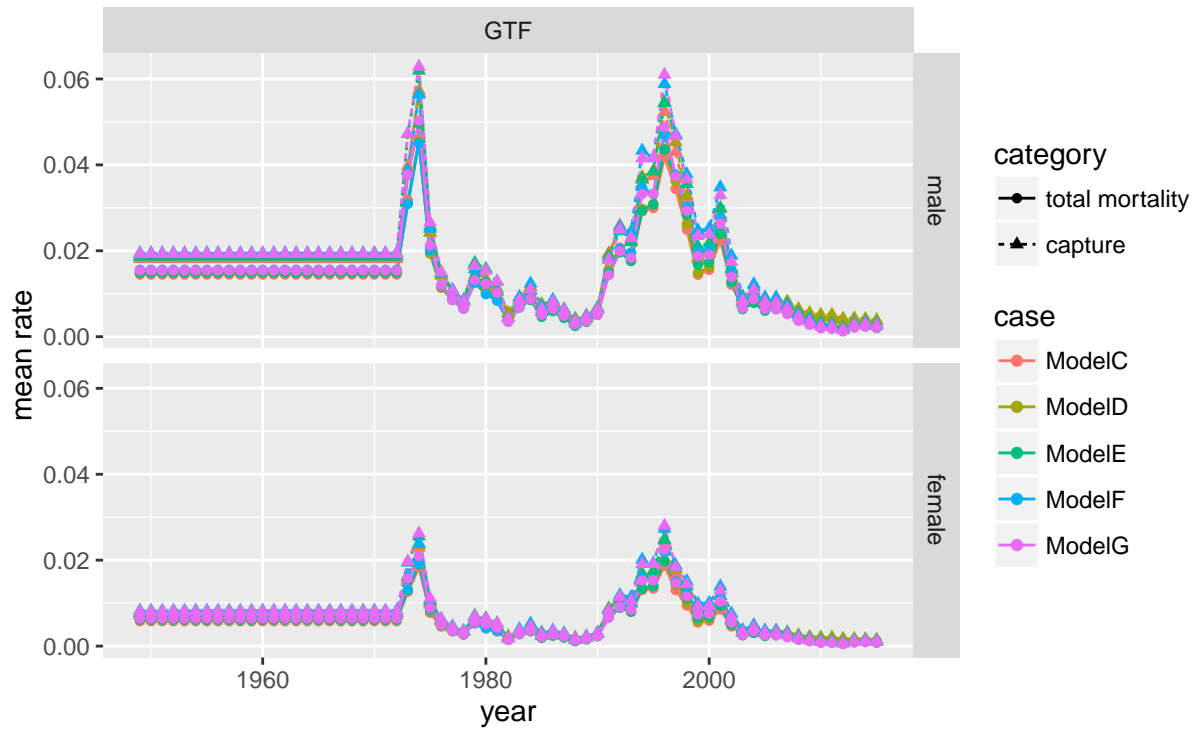 GTF
mean rate
0.06
0.04
0.02
0.00
male
0.06
0.04
0.02
0.00
female
1960
1980
2000
year
category
total mortality
capture
case
ModelC
ModelD
ModelE
ModelF
ModelG